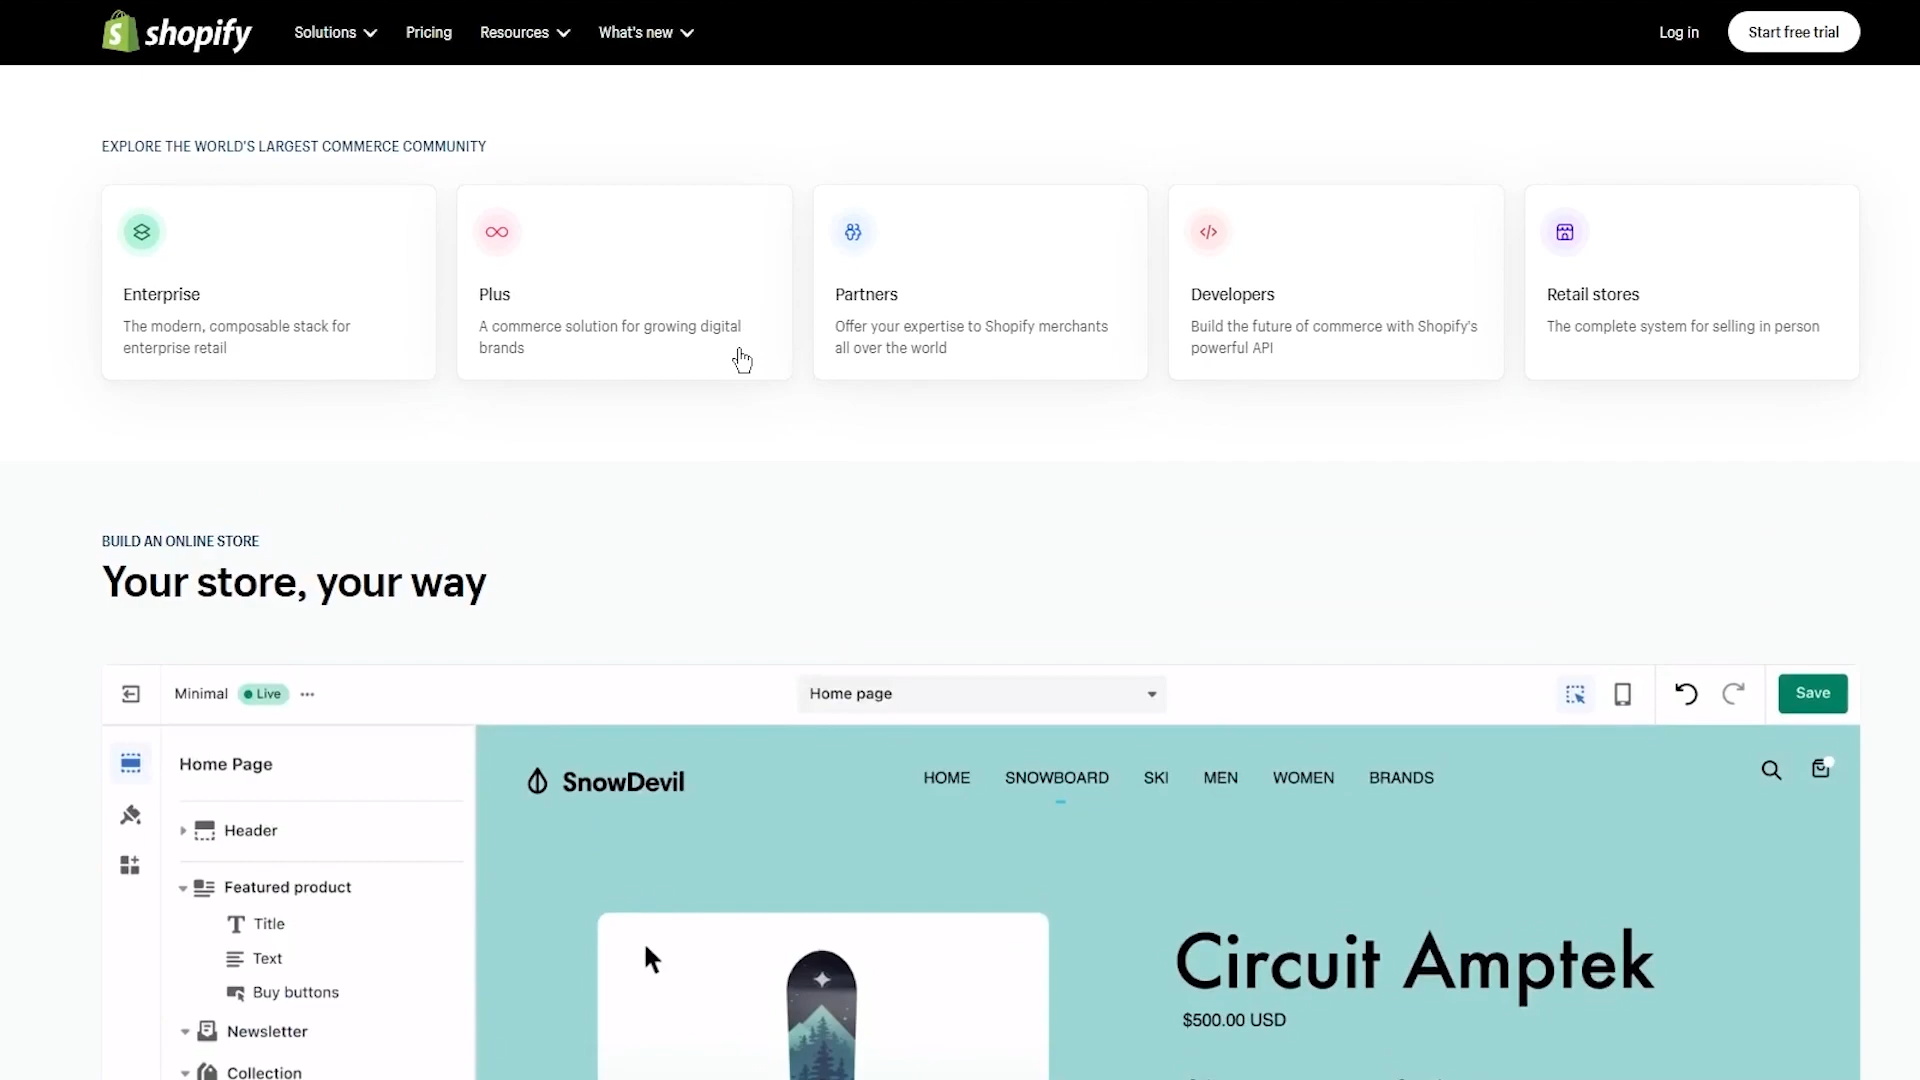 shopify Solutions Pricing Resources What's new Log in Start free trial
EXPLORE THE WORLD'S LARGEST COMMERCE COMMUNITY
Enterprise
The modern, composable stack for
enterprise retail
Plus
A commerce solution for growing digital
brands
Partners
Offer your expertise to Shopify merchants
all over the world
Developers
Build the future of commerce with Shopify's
powerful API
Retail stores
The complete system for selling in person
BUILD AN ONLINE STORE
Your store, your way
Minimal Live ··· Home page Save
Home Page
Header
Featured product
Title
Text
Buy buttons
Newsletter
Collection
SnowDevil HOME SNOWBOARD SKI MEN WOMEN BRANDS
Circuit Amptek
$500.00 USD